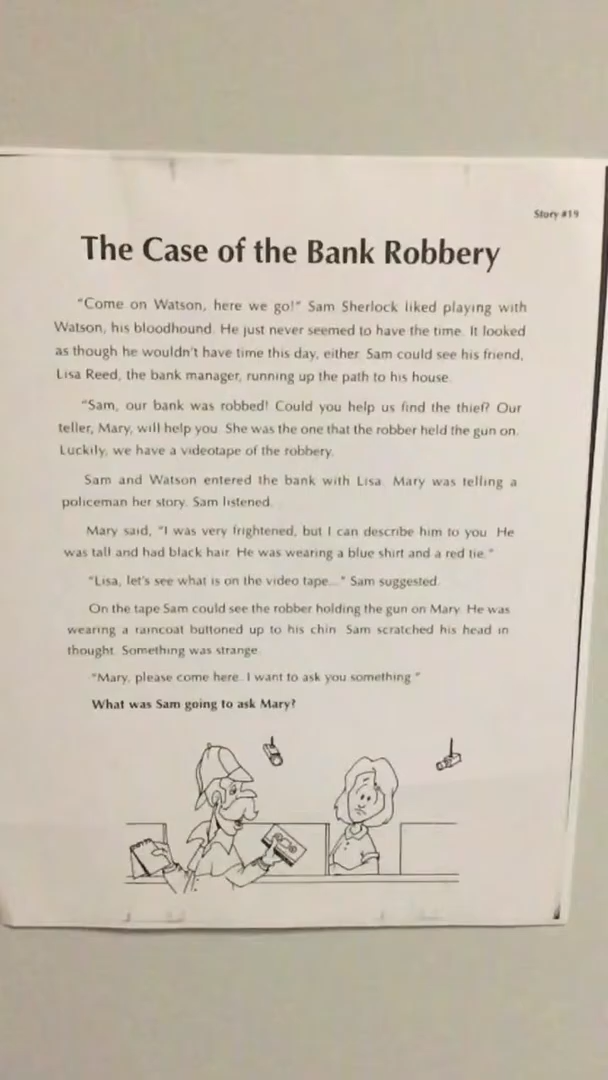 Story #19
The Case of the Bank Robbery
"Come on Watson, here we go!" Sam Sherlock liked playing with
Watson, his bloodhound. He just never seemed to have the time. It looked
as though he wouldn't have time this day, either. Sam could see his friend,
Lisa Reed, the bank manager, running up the path to his house.
"Sam, our bank was robbed! Could you help us find the thief? Our
teller, Mary, will help you. She was the one that the robber held the gun on.
Luckily, we have a videotape of the robbery.
Sam and Watson entered the bank with Lisa. Mary was telling a
policeman her story. Sam listened.
Mary said, "I was very frightened, but I can describe him to you. He
was tall and had black hair. He was wearing a blue shirt and a red tie."
"Lisa, let's see what is on the video tape..." Sam suggested.
On the tape Sam could see the robber holding the gun on Mary. He was
wearing a raincoat buttoned up to his chin. Sam scratched his head in
thought. Something was strange.
"Mary, please come here. I want to ask you something."
What was Sam going to ask Mary?